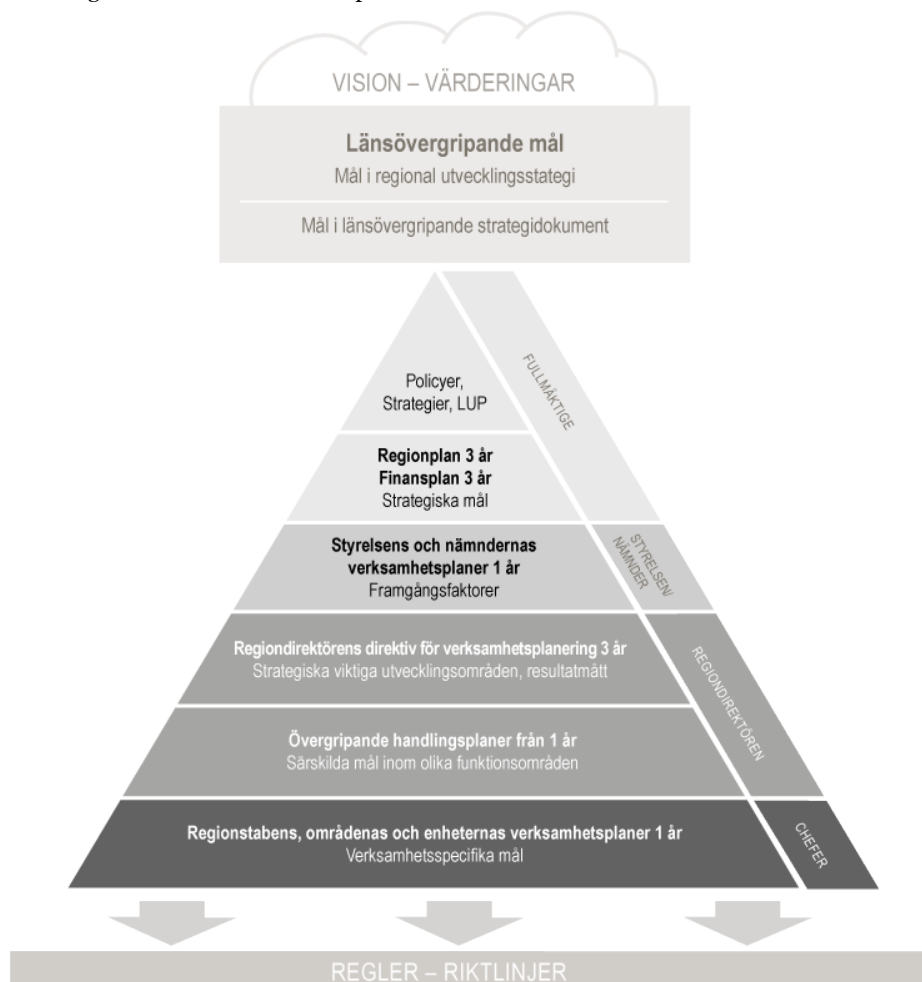 VISION – VÄRDERINGAR
Länsövergripande mål
Mål i regional utvecklingsstategi
Mål i länsövergripande strategidokument
Policyer,
Strategier, LUP
FULLMÄKTIGE
Regionplan 3 år
Finansplan 3 år
Strategiska mål
Styrelsens och nämndernas
verksamhetsplaner 1 år
Framgångsfaktorer
STYRELSEN/
NÄMNDER
Regiondirektörens direktiv för verksamhetsplanering 3 år
Strategiska viktiga utvecklingsområden, resultatmått
REGIONDIREKTÖREN
Övergripande handlingsplaner från 1 år
Särskilda mål inom olika funktionsområden
Regionstabens, områdenas och enheternas verksamhetsplaner 1 år
Verksamhetsspecifika mål
CHEFER
REGLER – RIKTLINJER